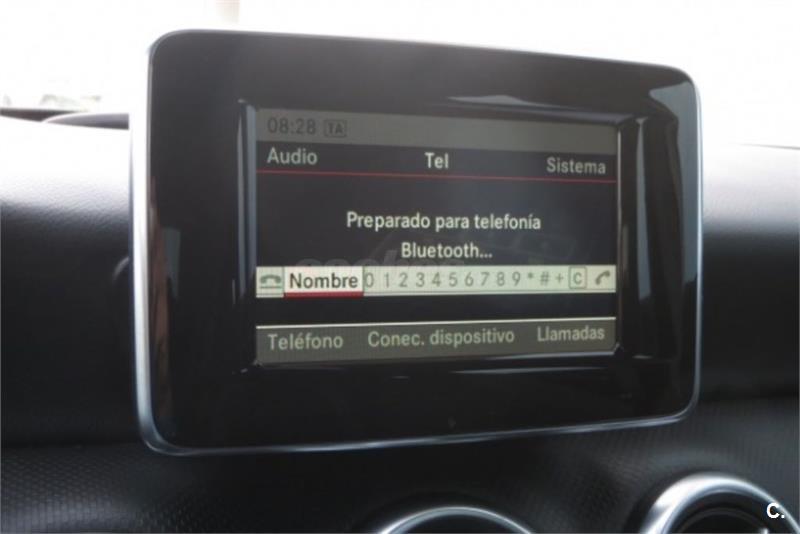 08:28 TA
Audio Tel Sistema
Preparado para telefonía
Bluetooth...
Nombre 0 1 2 3 4 5 6 7 8 9 * # + C
Teléfono Conec. dispositivo Llamadas
C.